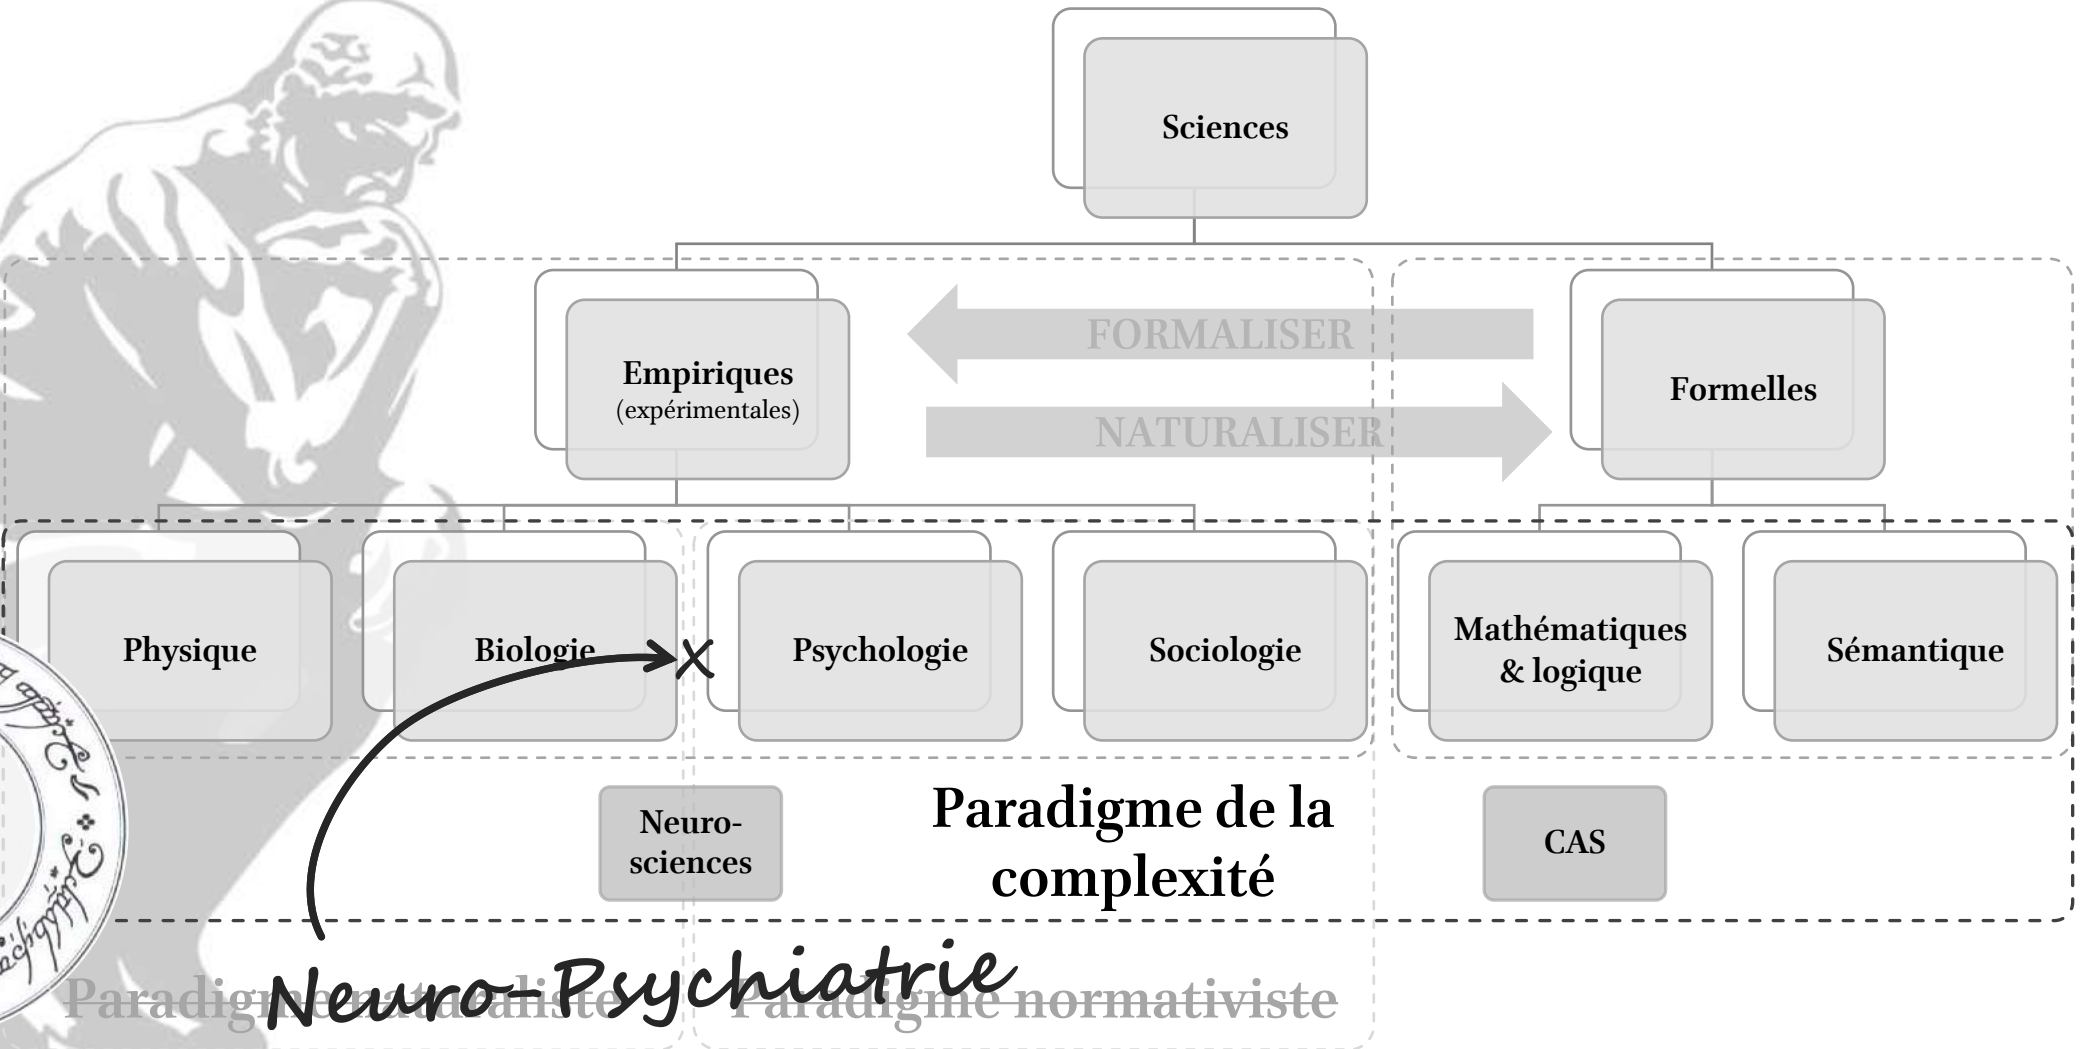 Sciences
FORMALISER
Empiriques
(expérimentales)
Formelles
NATURALISER
Physique
Biologie
Psychologie
Sociologie
Mathématiques
& logique
Sémantique
Neuro-
sciences
Paradigme de la
complexité
CAS
Neuro-Psychiatrie
Paradigme naturaliste
Paradigme normativiste